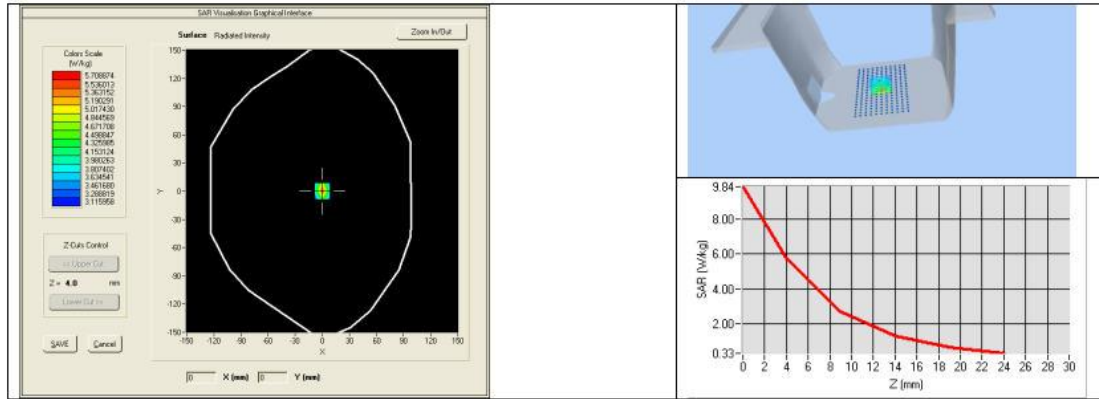 SAR Visualisation Graphical Interface
Surface Radiated Intensity
Zoom In/Out
Colors Scale
(W/kg)
5.708874
5.536013
5.363152
5.190291
5.017430
4.844569
4.671708
4.498847
4.325985
4.153124
3.980263
3.807402
3.634541
3.461680
3.288819
3.115958
Z-Cuts Control
<< Upper Cut
Z = 4.0 mm
Lower Cut >>
SAVE Cancel
Y
150-
120-
90-
60-
30-
0-
-30-
-60-
-90-
-120-
-150-
-150 -120 -90 -60 -30 0 30 60 90 120 150
X
0 X (mm) 0 Y (mm)
SAR (W/kg)
9.84-
8.00-
6.00-
4.00-
2.00-
0.33-
0 2 4 6 8 10 12 14 16 18 20 22 24 26 28 30
Z (mm)